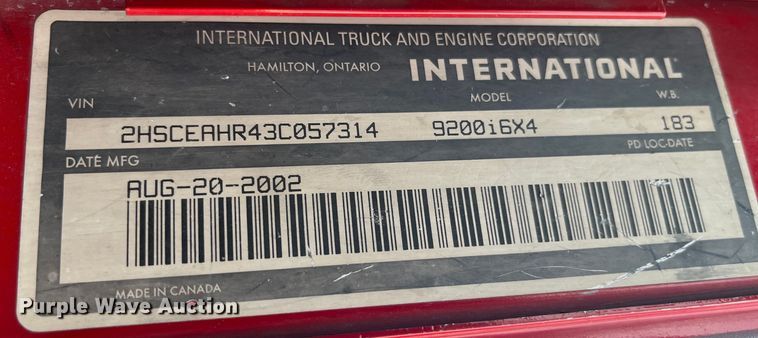 INTERNATIONAL TRUCK AND ENGINE CORPORATION
HAMILTON, ONTARIO INTERNATIONAL
VIN MODEL W.B.
2HSCEAHR43C057314 9200i6X4 183
DATE MFG PD LOC-DATE
AUG-20-2002
MADE IN CANADA
Purple Wave Auction